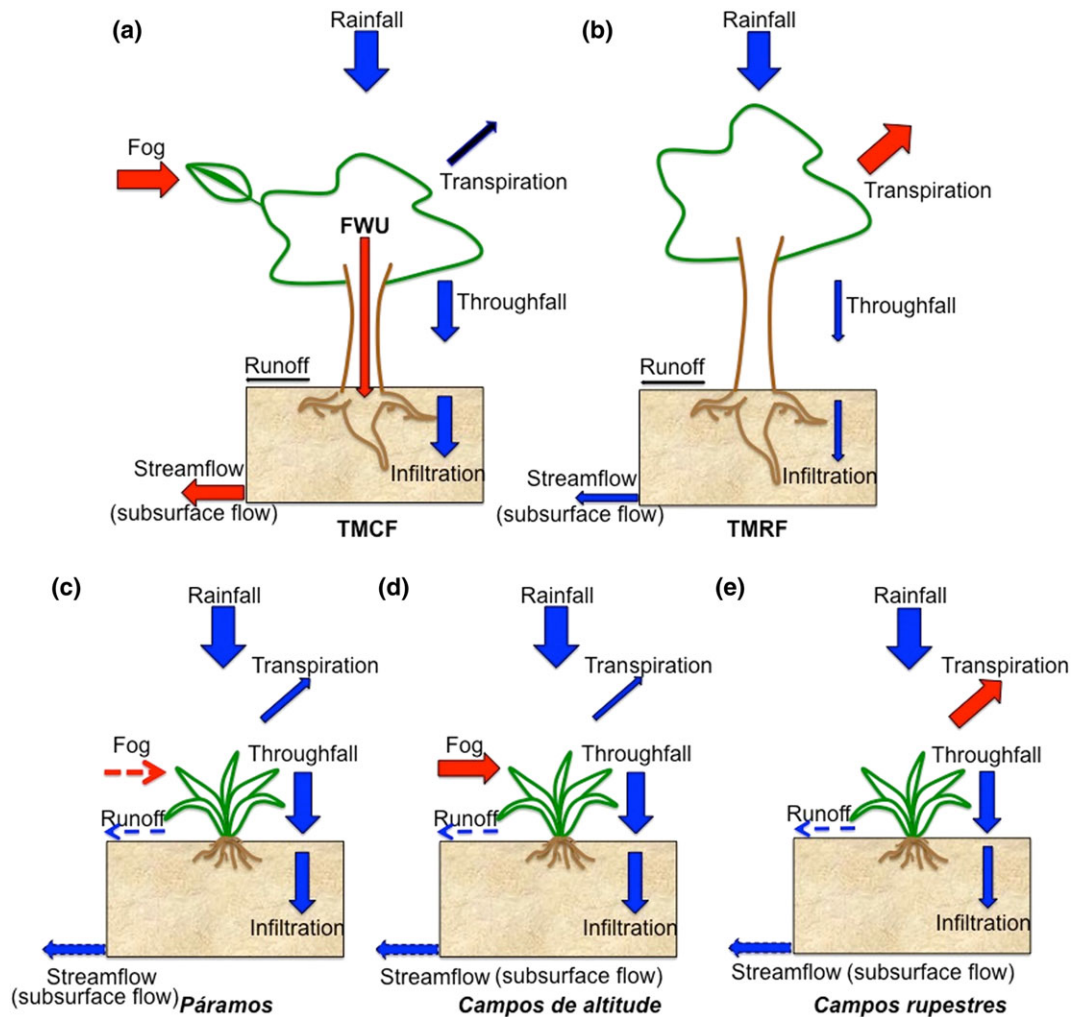 (a)
Rainfall
Fog
Transpiration
FWU
Throughfall
Runoff
Infiltration
Streamflow
(subsurface flow)
TMCF
(b)
Rainfall
Transpiration
Throughfall
Runoff
Infiltration
Streamflow
(subsurface flow)
TMRF
(c)
Rainfall
Transpiration
Fog
Throughfall
Runoff
Infiltration
Streamflow
(subsurface flow)
Páramos
(d)
Rainfall
Transpiration
Fog
Throughfall
Runoff
Infiltration
Streamflow (subsurface flow)
Campos de altitude
(e)
Rainfall
Transpiration
Throughfall
Runoff
Infiltration
Streamflow (subsurface flow)
Campos rupestres